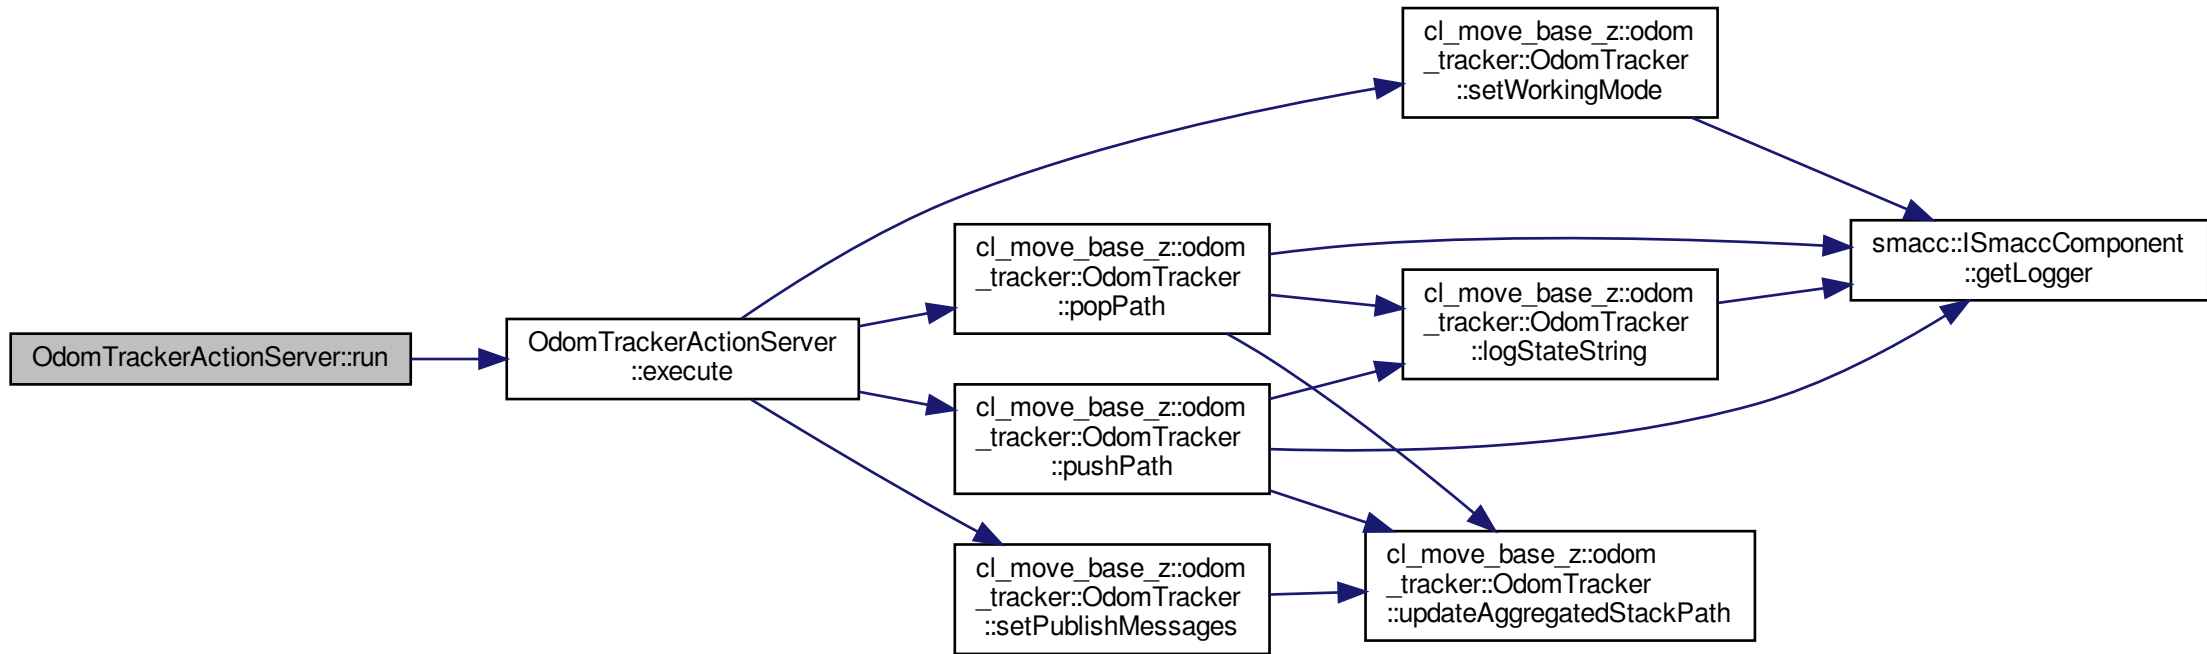 OdomTrackerActionServer::run
OdomTrackerActionServer
::execute
cl_move_base_z::odom
_tracker::OdomTracker
::setWorkingMode
cl_move_base_z::odom
_tracker::OdomTracker
::popPath
cl_move_base_z::odom
_tracker::OdomTracker
::pushPath
cl_move_base_z::odom
_tracker::OdomTracker
::setPublishMessages
cl_move_base_z::odom
_tracker::OdomTracker
::logStateString
cl_move_base_z::odom
_tracker::OdomTracker
::updateAggregatedStackPath
smacc::ISmaccComponent
::getLogger